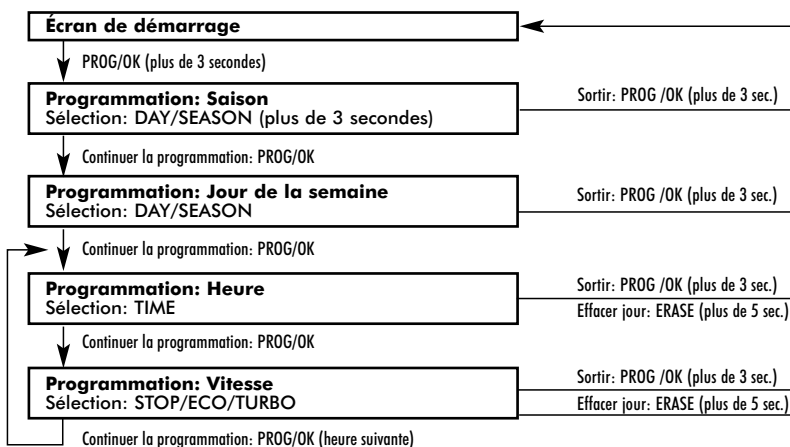 Écran de démarrage
PROG/OK (plus de 3 secondes)
Programmation: Saison
Sélection: DAY/SEASON (plus de 3 secondes)
Sortir: PROG /OK (plus de 3 sec.)
Continuer la programmation: PROG/OK
Programmation: Jour de la semaine
Sélection: DAY/SEASON
Sortir: PROG /OK (plus de 3 sec.)
Continuer la programmation: PROG/OK
Programmation: Heure
Sélection: TIME
Sortir: PROG /OK (plus de 3 sec.)
Effacer jour: ERASE (plus de 5 sec.)
Continuer la programmation: PROG/OK
Programmation: Vitesse
Sélection: STOP/ECO/TURBO
Sortir: PROG /OK (plus de 3 sec.)
Effacer jour: ERASE (plus de 5 sec.)
Continuer la programmation: PROG/OK (heure suivante)